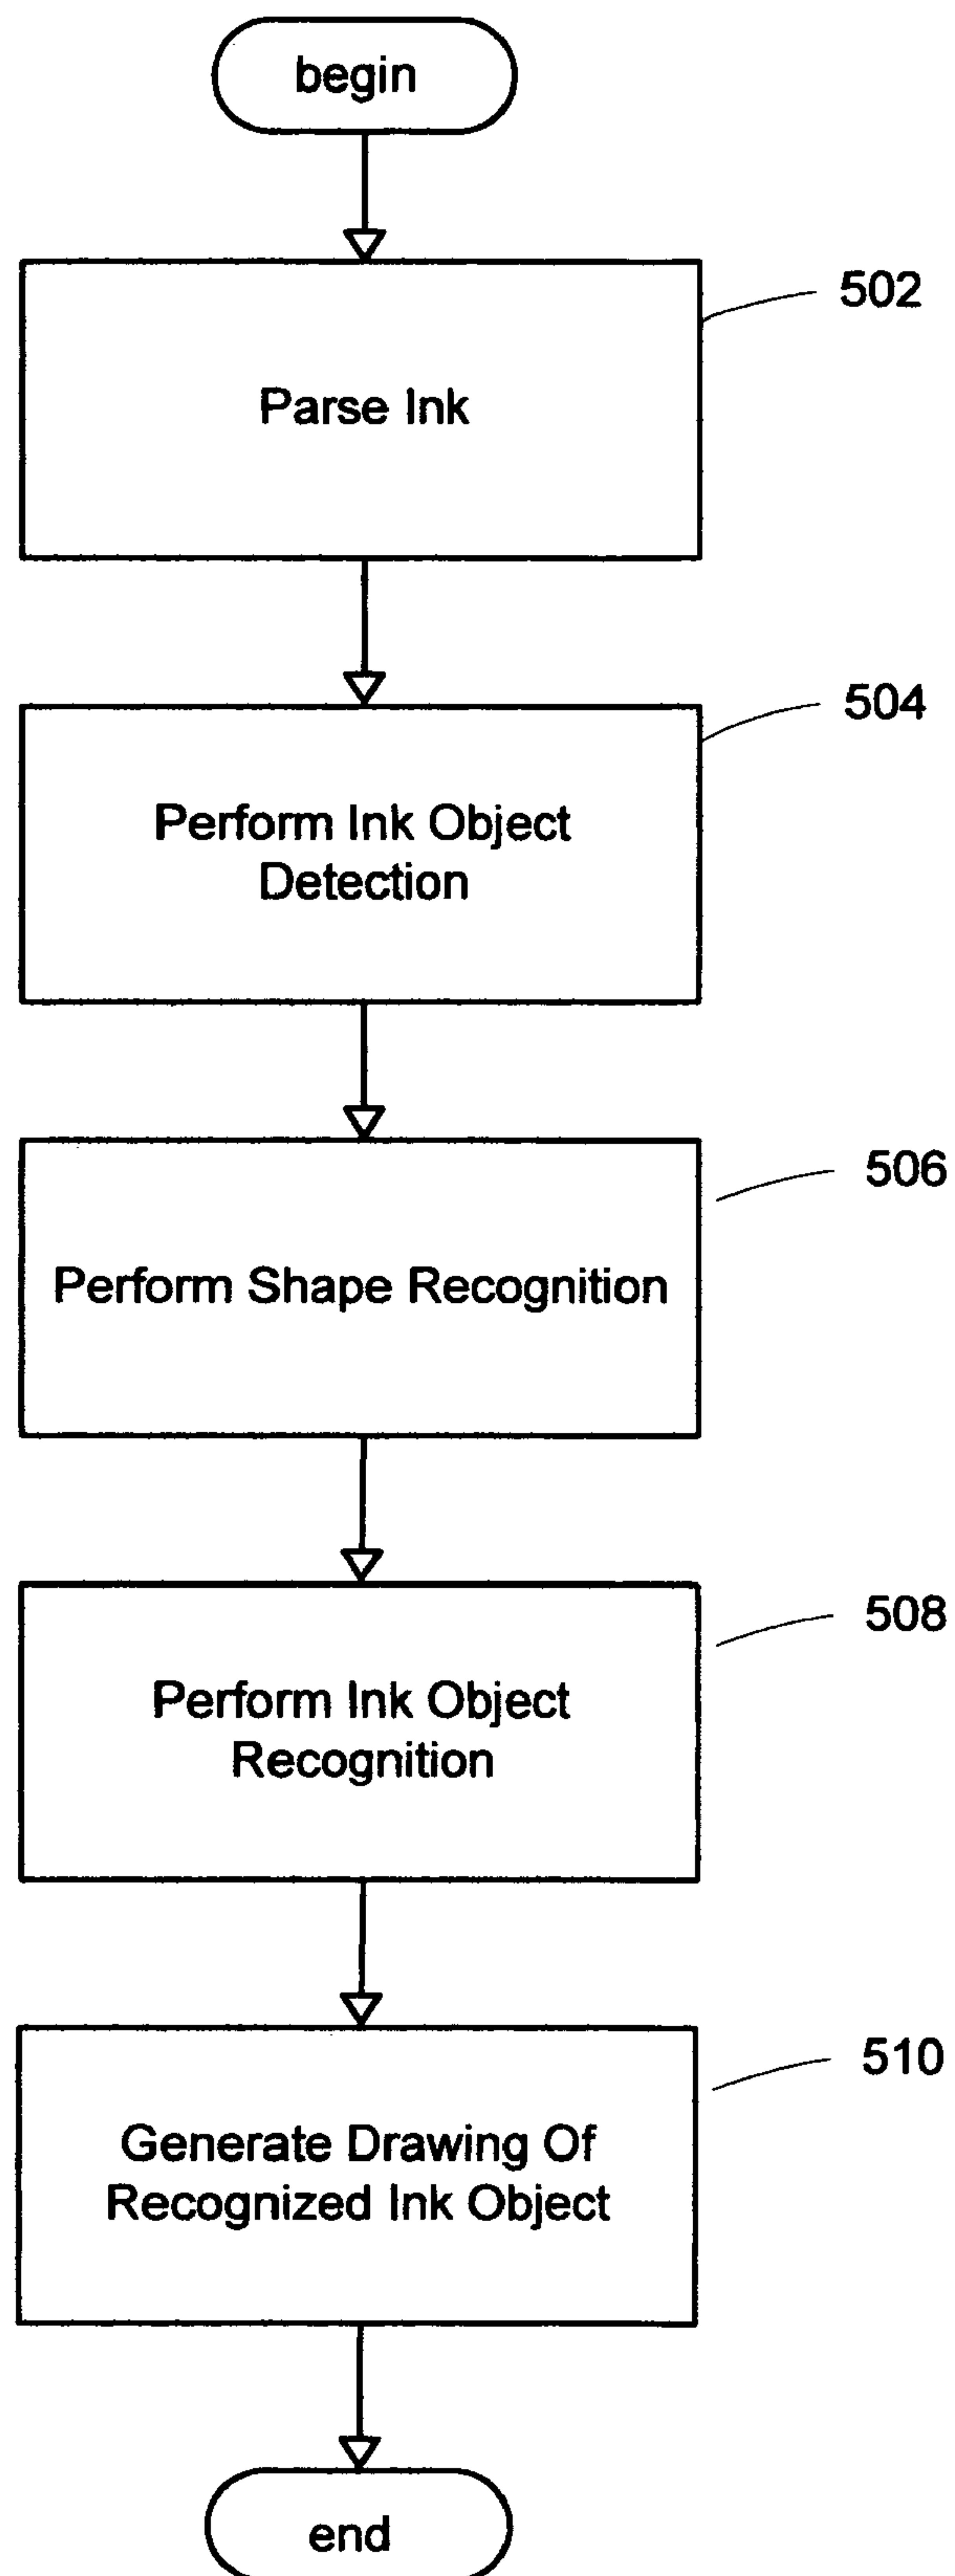 begin
502
Parse Ink
504
Perform Ink Object
Detection
506
Perform Shape Recognition
508
Perform Ink Object
Recognition
510
Generate Drawing Of
Recognized Ink Object
end